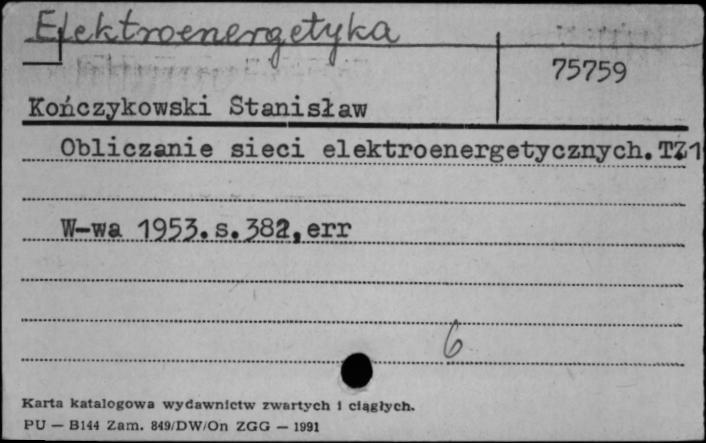 Elektroenergetyka
75759
Kończykowski Stanisław
Obliczanie sieci elektroenergetycznych.TZ1
W-wa 1953.s.382,err
6
Karta katalogowa wydawnictw zwartych i ciągłych.
PU — B144 Zam. 849/DW/On ZGG — 1991